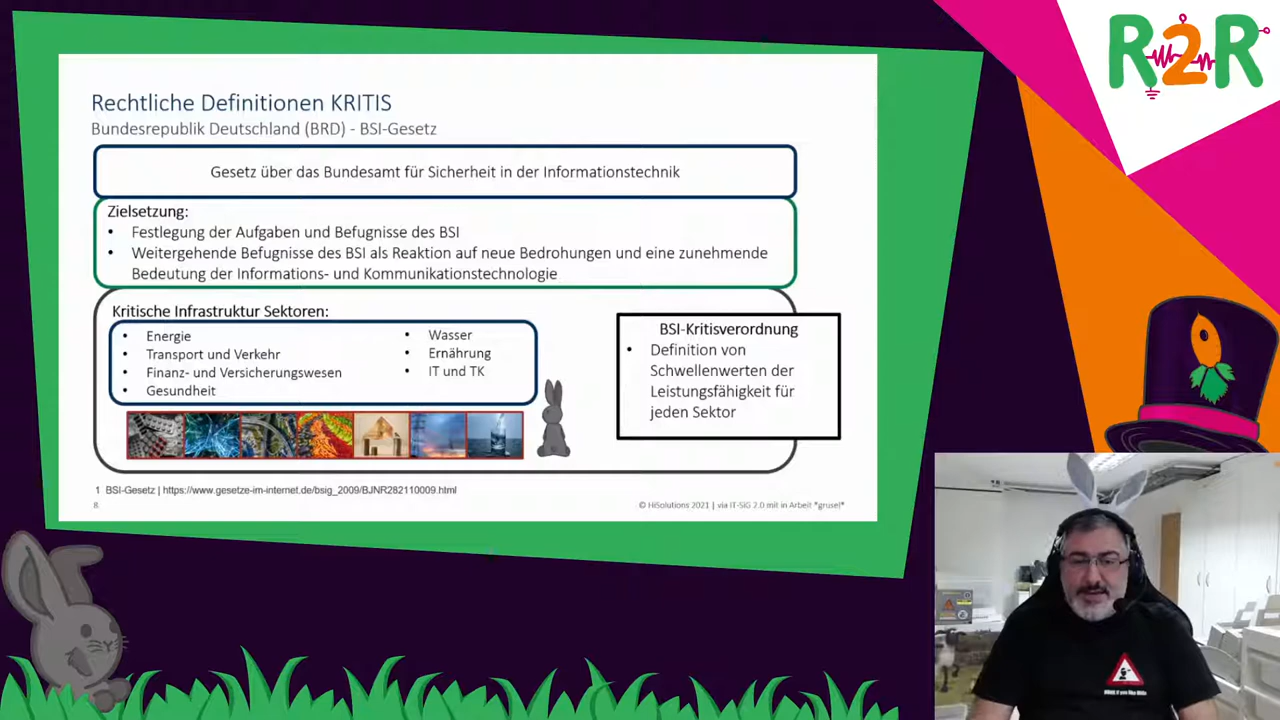 R2R
Rechtliche Definitionen KRITIS
Bundesrepublik Deutschland (BRD) - BSI-Gesetz
Gesetz über das Bundesamt für Sicherheit in der Informationstechnik
Zielsetzung:
• Festlegung der Aufgaben und Befugnisse des BSI
• Weitergehende Befugnisse des BSI als Reaktion auf neue Bedrohungen und eine zunehmende
Bedeutung der Informations- und Kommunikationstechnologie
Kritische Infrastruktur Sektoren:
• Energie
• Transport und Verkehr
• Finanz- und Versicherungswesen
• Gesundheit
• Wasser
• Ernährung
• IT und TK
BSI-Kritisverordnung
• Definition von
Schwellenwerten der
Leistungsfähigkeit für
jeden Sektor
1 BSI-Gesetz | https://www.gesetze-im-internet.de/bsig_2009/BJNR282110009.html
8
© HiSolutions 2021 | via IT-SiG 2.0 mit in Arbeit *grusel*